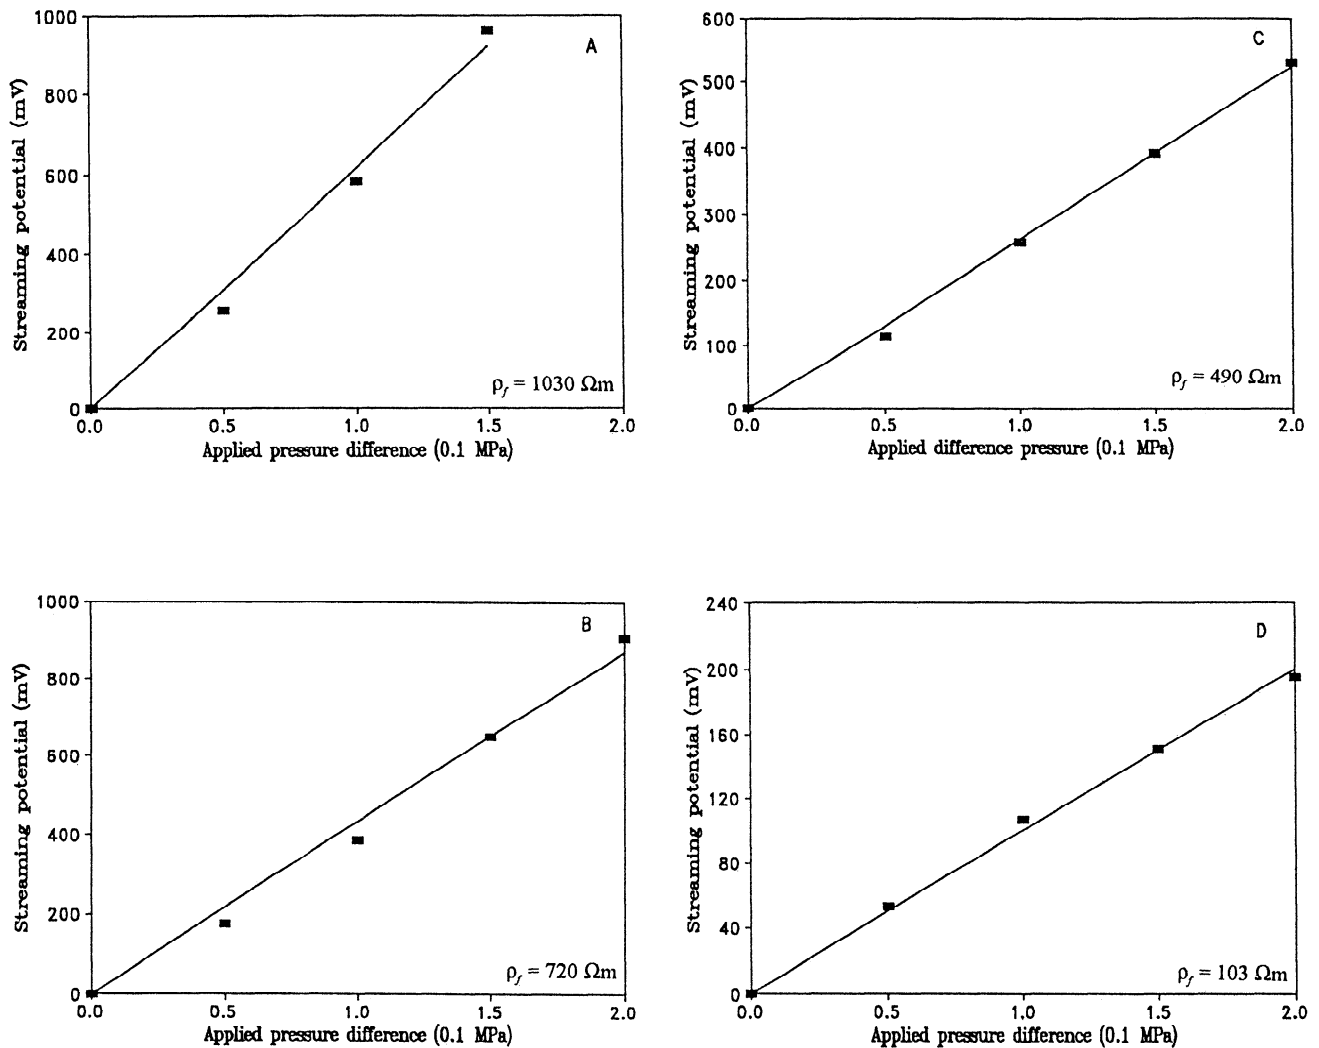 1000
A
800
600
400
200
0
Streaming potential (mV)
ρf = 1030 Ωm
0.0 0.5 1.0 1.5 2.0
Applied pressure difference (0.1 MPa)
600
C
500
400
300
200
100
0
Streaming potential (mV)
ρf = 490 Ωm
0.0 0.5 1.0 1.5 2.0
Applied difference pressure (0.1 MPa)
1000
B
800
600
400
200
0
Streaming potential (mV)
ρf = 720 Ωm
0.0 0.5 1.0 1.5 2.0
Applied pressure difference (0.1 MPa)
240
D
200
160
120
80
40
0
Streaming potential (mV)
ρf = 103 Ωm
0.0 0.5 1.0 1.5 2.0
Applied pressure difference (0.1 MPa)